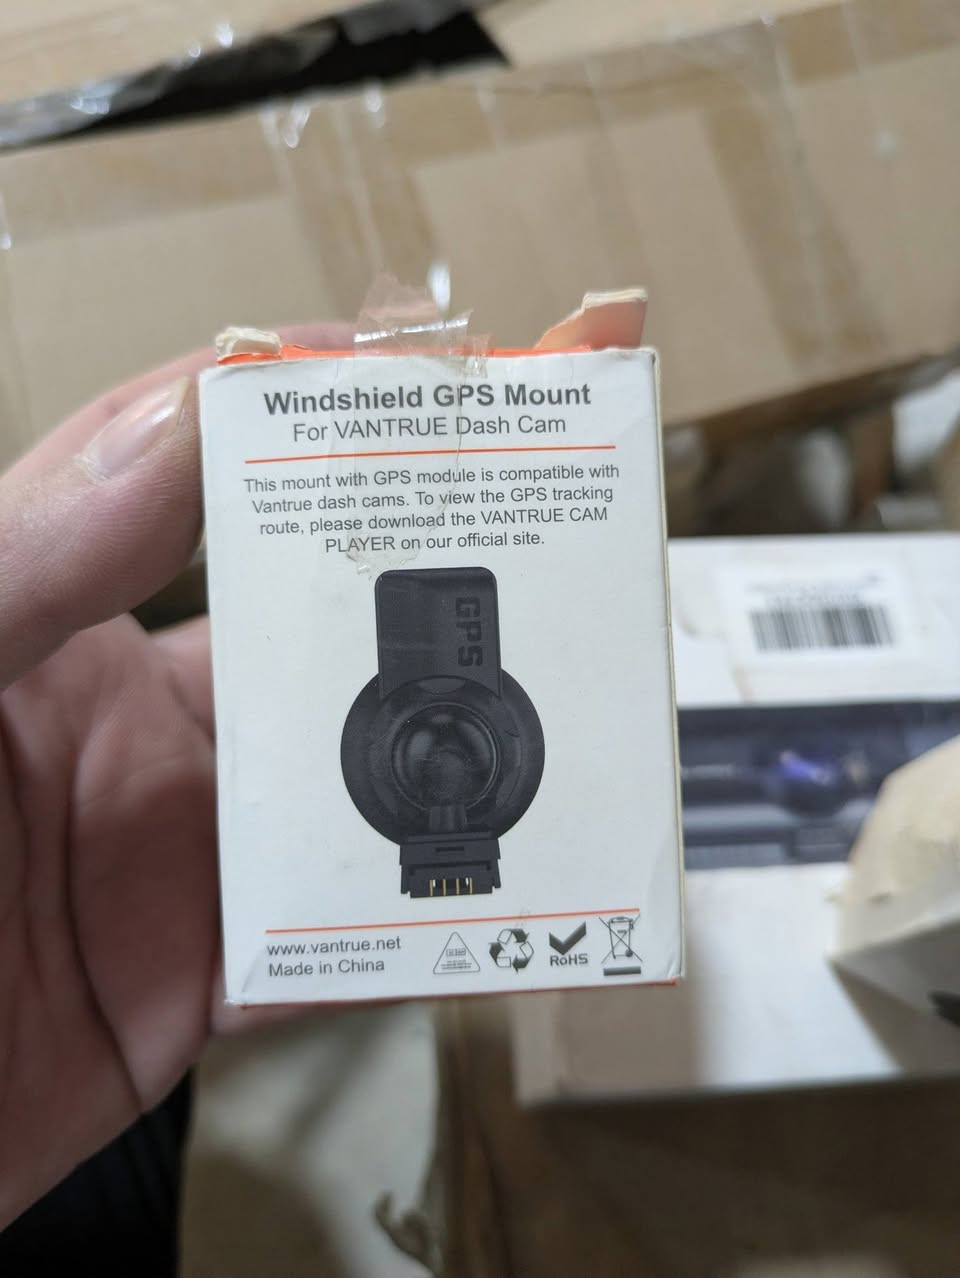 Windshield GPS Mount
For VANTRUE Dash Cam
This mount with GPS module is compatible with
Vantrue dash cams. To view the GPS tracking
route, please download the VANTRUE CAM
PLAYER on our official site.
GPS
www.vantrue.net
Made in China
RoHS